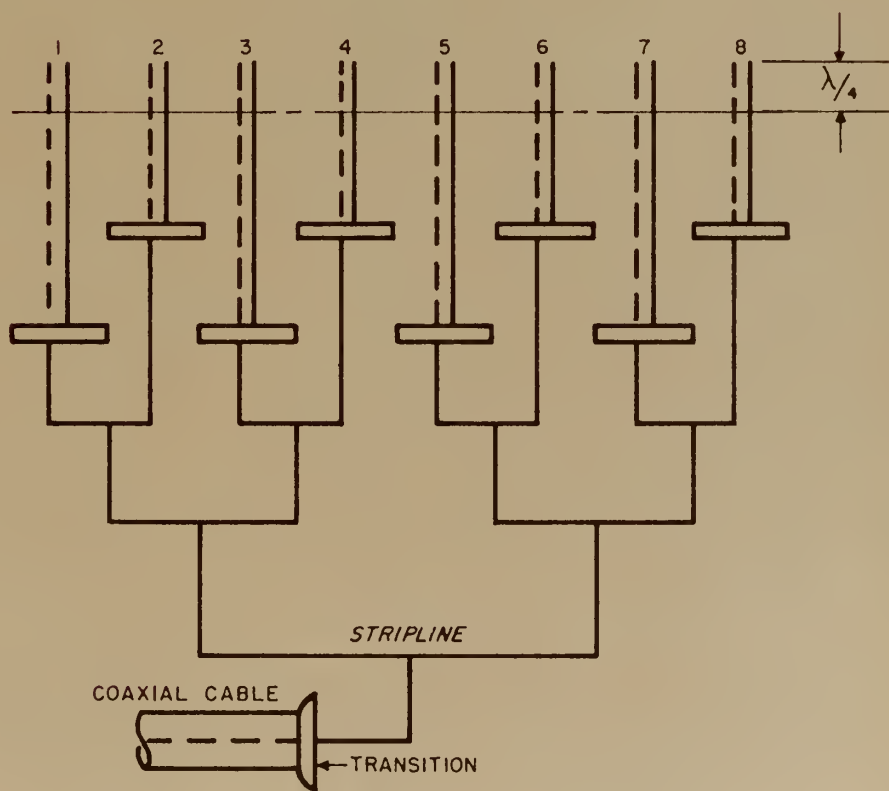 1 2 3 4 5 6 7 8
λ/4
STRIPLINE
COAXIAL CABLE
TRANSITION